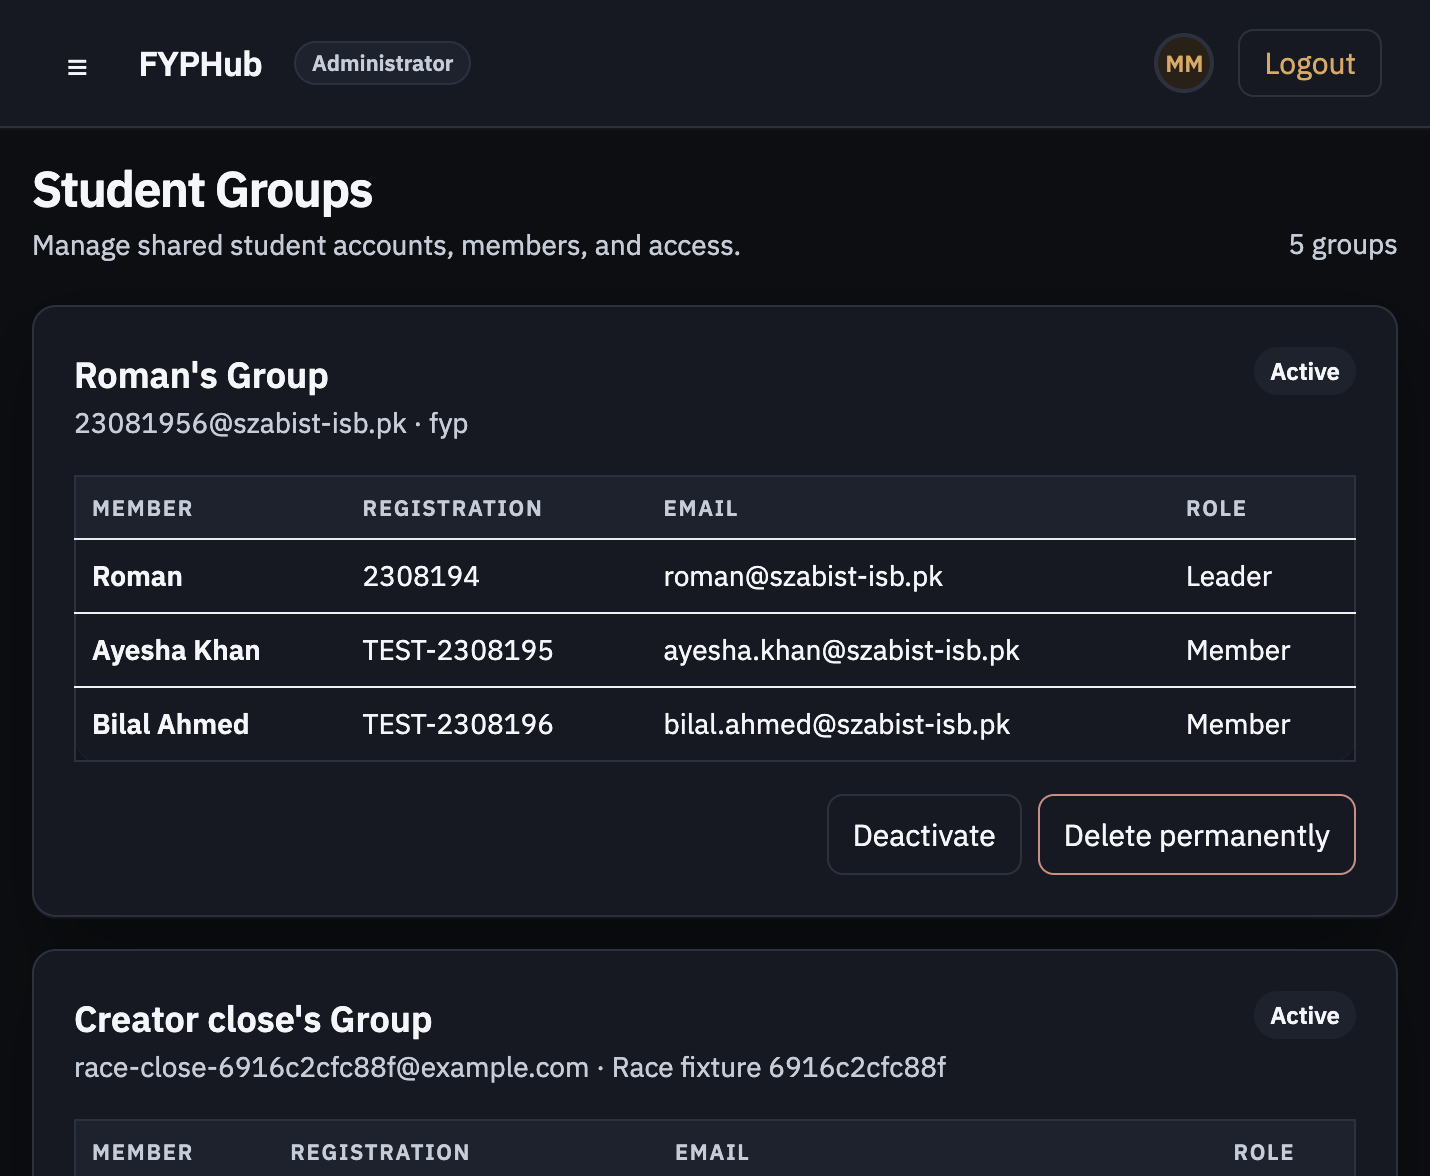 ≡ FYPHub Administrator MM Logout
Student Groups
Manage shared student accounts, members, and access. 5 groups
Roman's Group Active
23081956@szabist-isb.pk · fyp
MEMBER REGISTRATION EMAIL ROLE
Roman 2308194 roman@szabist-isb.pk Leader
Ayesha Khan TEST-2308195 ayesha.khan@szabist-isb.pk Member
Bilal Ahmed TEST-2308196 bilal.ahmed@szabist-isb.pk Member
Deactivate Delete permanently
Creator close's Group Active
race-close-6916c2cfc88f@example.com · Race fixture 6916c2cfc88f
MEMBER REGISTRATION EMAIL ROLE